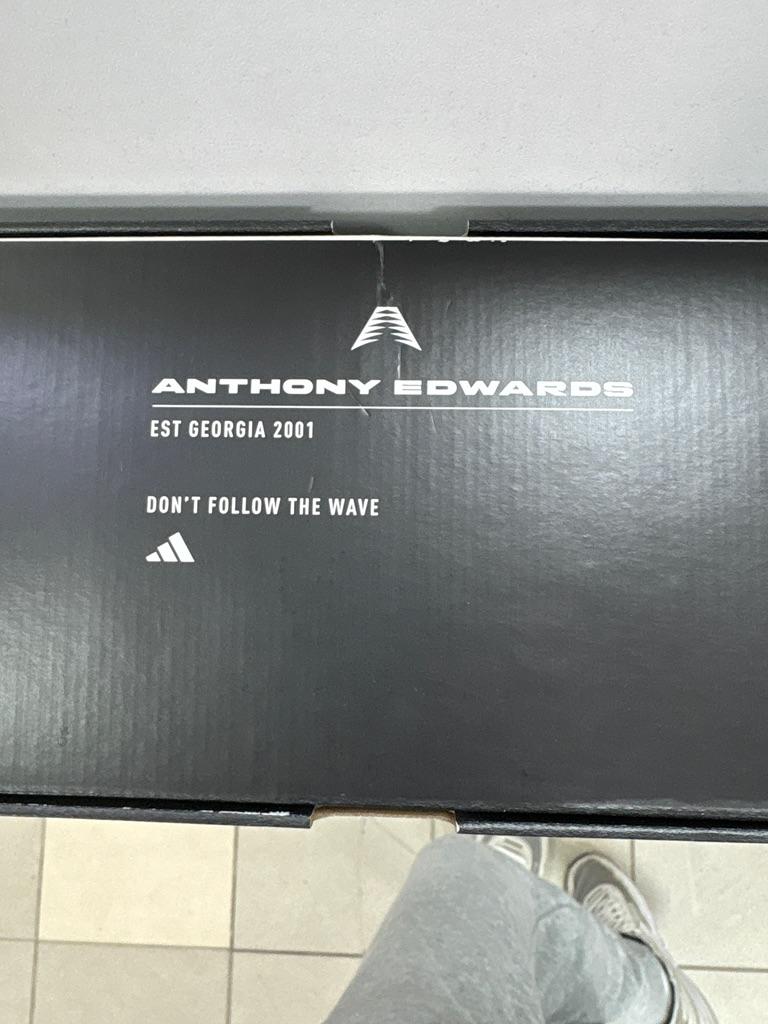 ANTHONY EDWARDS
EST GEORGIA 2001
DON'T FOLLOW THE WAVE